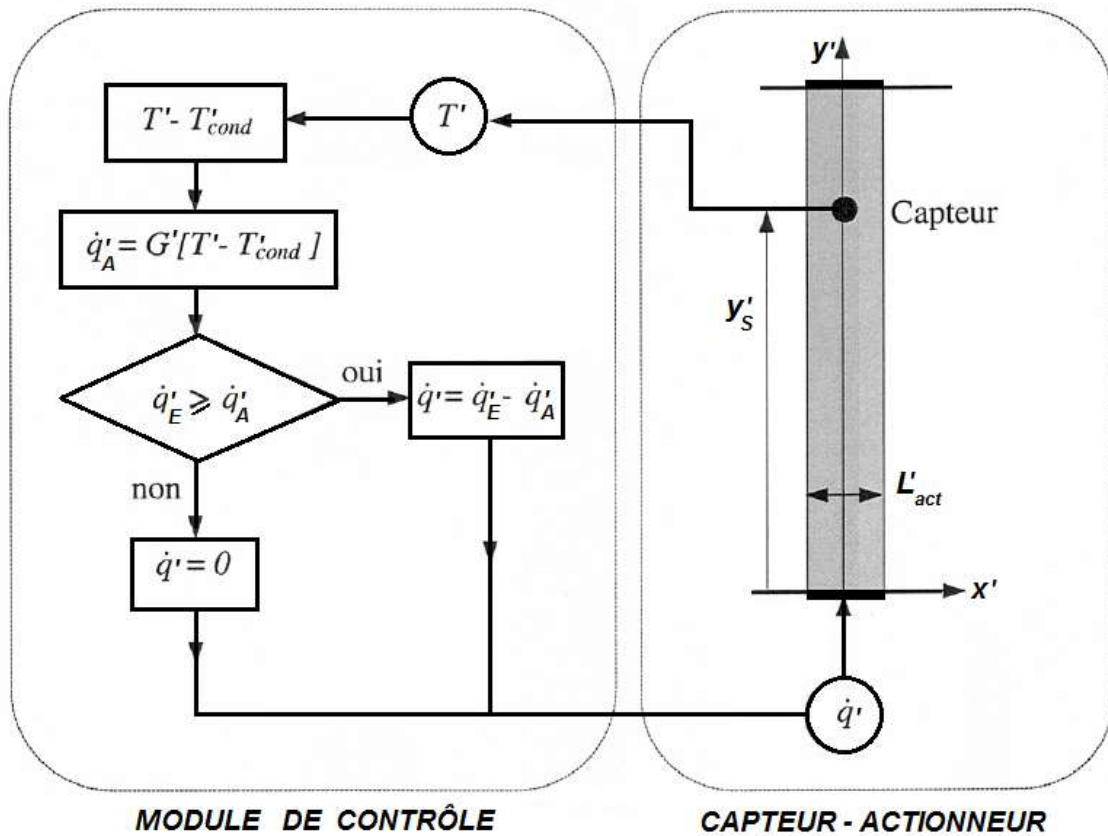 T'- T'cond
T'
q̇'A = G'[T'- T'cond ]
q̇'E ⩾ q̇'A
oui
q̇'= q̇'E - q̇'A
non
q̇'= 0
y'
Capteur
y'S
L'act
x'
q̇'
MODULE DE CONTRÔLE
CAPTEUR - ACTIONNEUR